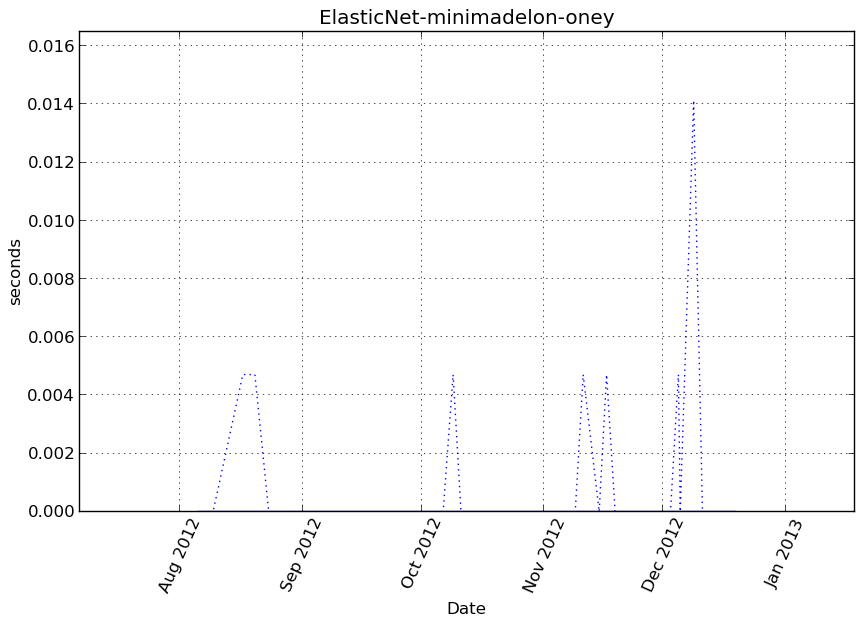 ElasticNet-minimadelon-oney
0.016
0.014
0.012
0.010
0.008
0.006
0.004
0.002
0.000
seconds
Aug 2012
Sep 2012
Oct 2012
Nov 2012
Dec 2012
Jan 2013
Date